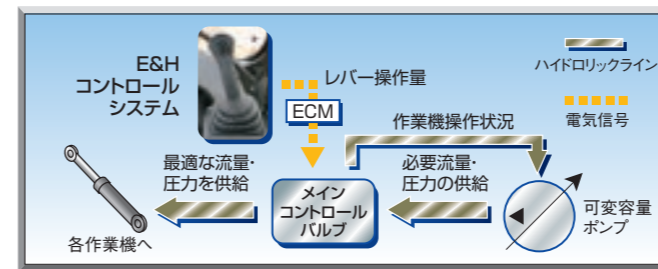 E&H
コントロール
システム
レバー操作量
ECM
ハイドロリックライン
電気信号
作業機操作状況
最適な流量・
圧力を供給
必要流量・
圧力の供給
メイン
コントロール
バルブ
可変容量
ポンプ
各作業機へ